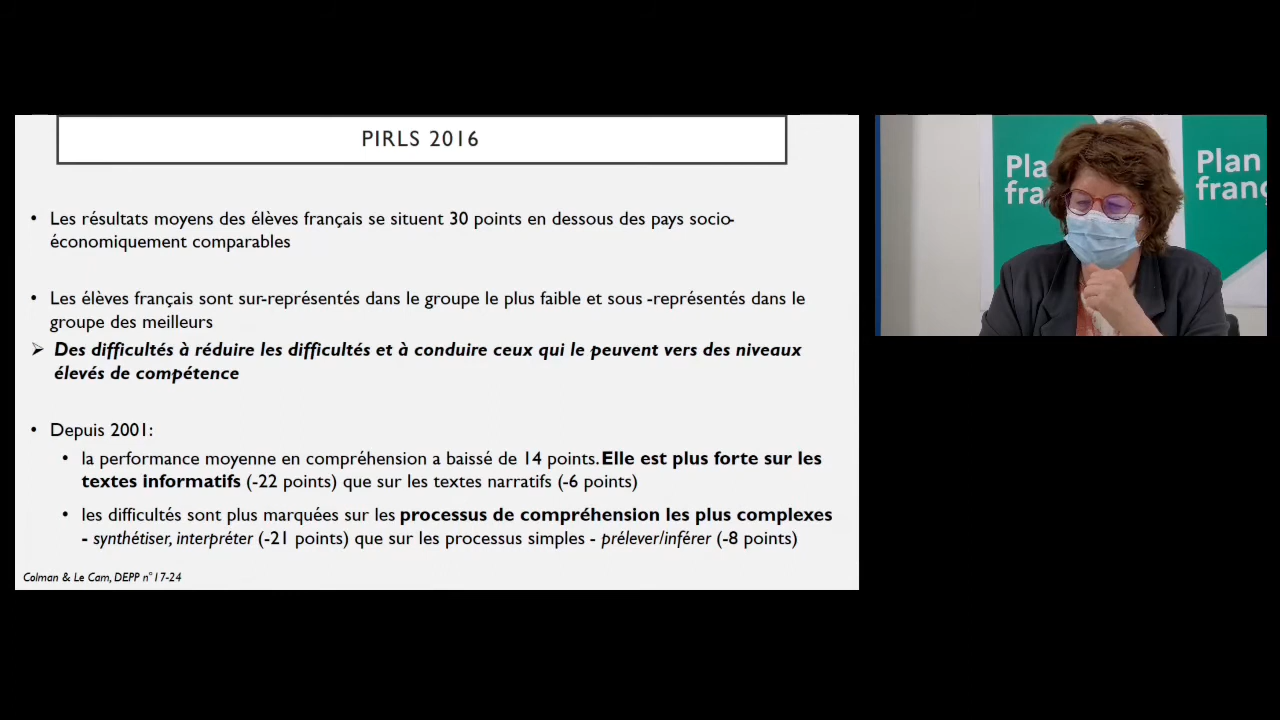 PIRLS 2016
• Les résultats moyens des élèves français se situent 30 points en dessous des pays socio-
économiquement comparables
• Les élèves français sont sur-représentés dans le groupe le plus faible et sous -représentés dans le
groupe des meilleurs
➢ Des difficultés à réduire les difficultés et à conduire ceux qui le peuvent vers des niveaux
élevés de compétence
• Depuis 2001:
• la performance moyenne en compréhension a baissé de 14 points. Elle est plus forte sur les
textes informatifs (-22 points) que sur les textes narratifs (-6 points)
• les difficultés sont plus marquées sur les processus de compréhension les plus complexes
- synthétiser, interpréter (-21 points) que sur les processus simples - prélever/inférer (-8 points)
Colman & Le Cam, DEPP n°17-24
Pla
fra
Plan
franç